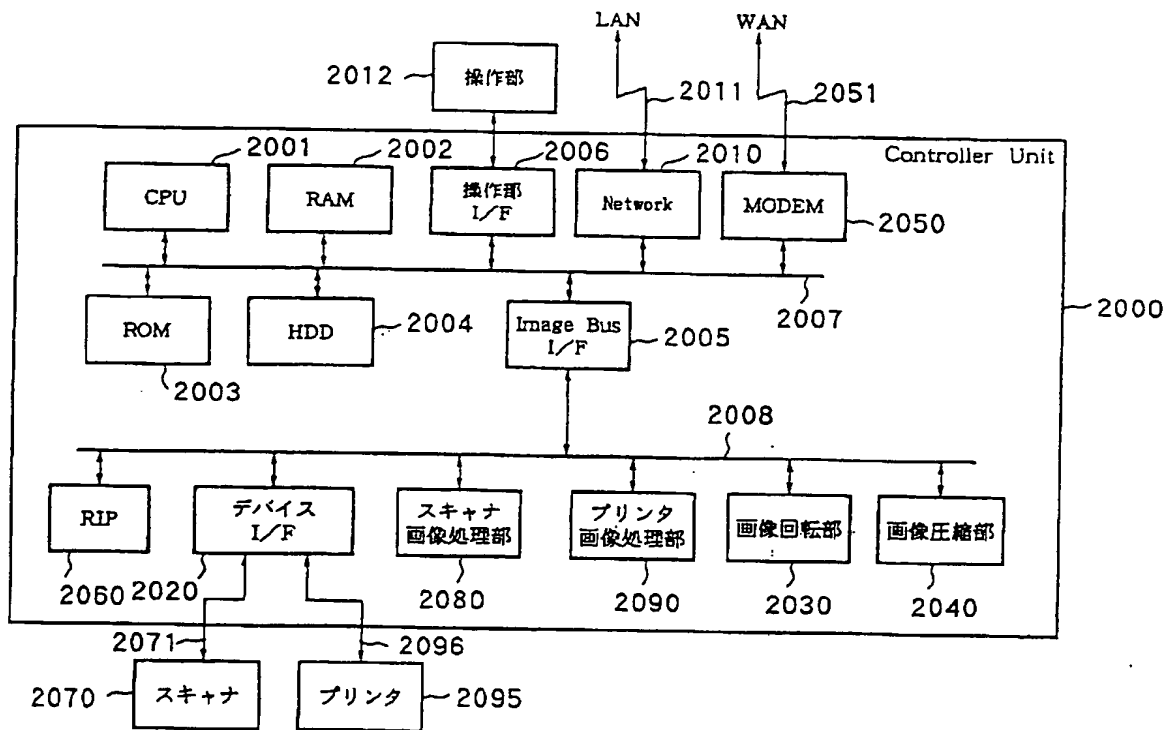 LAN
WAN
2012
操作部
2011
2051
2001
2002
2006
2010
Controller Unit
CPU
RAM
操作部
I/F
Network
MODEM
2050
ROM
HDD
2004
Image Bus
I/F
2005
2007
2000
2003
2008
RIP
デバイス
I/F
スキャナ
画像処理部
プリンタ
画像処理部
画像回転部
画像圧縮部
2060
2020
2080
2090
2030
2040
2071
2096
2070
スキャナ
プリンタ
2095